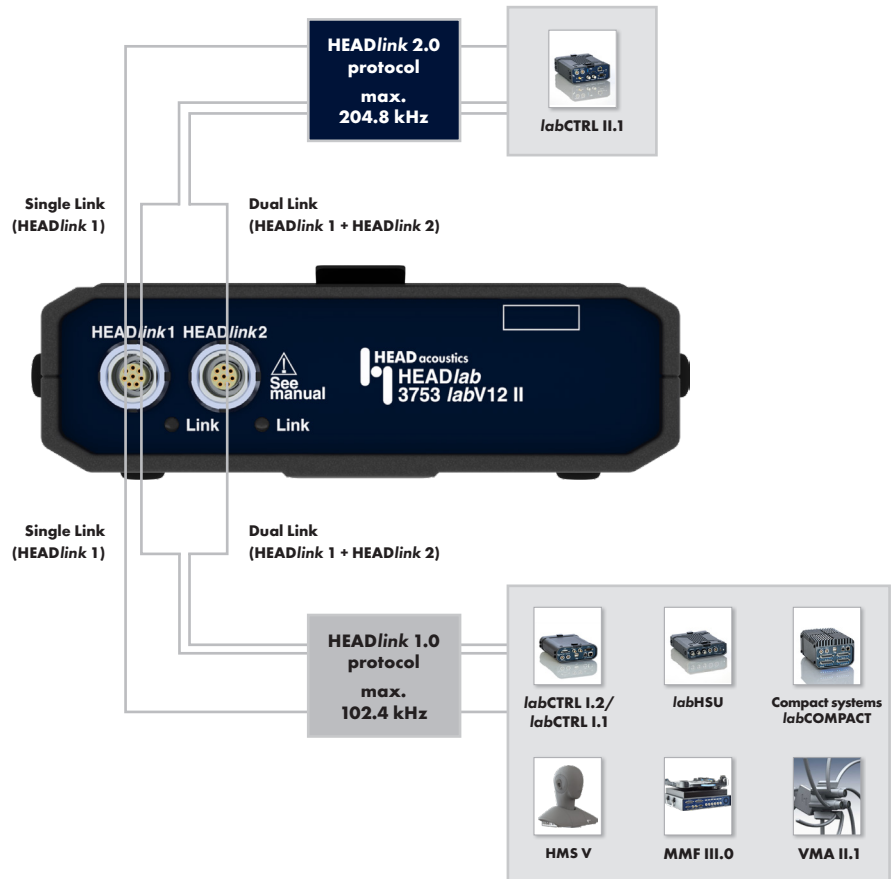 HEADlink 2.0
protocol
max.
204.8 kHz
labCTRL II.1
Single Link
(HEADlink 1)
Dual Link
(HEADlink 1 + HEADlink 2)
HEADlink1 HEADlink2
See
manual
Link
Link
HEAD acoustics
HEADlab
3753 labV12 II
Single Link
(HEADlink 1)
Dual Link
(HEADlink 1 + HEADlink 2)
HEADlink 1.0
protocol
max.
102.4 kHz
labCTRL I.2/
labCTRL I.1
labHSU
Compact systems
labCOMPACT
HMS V
MMF III.0
VMA II.1